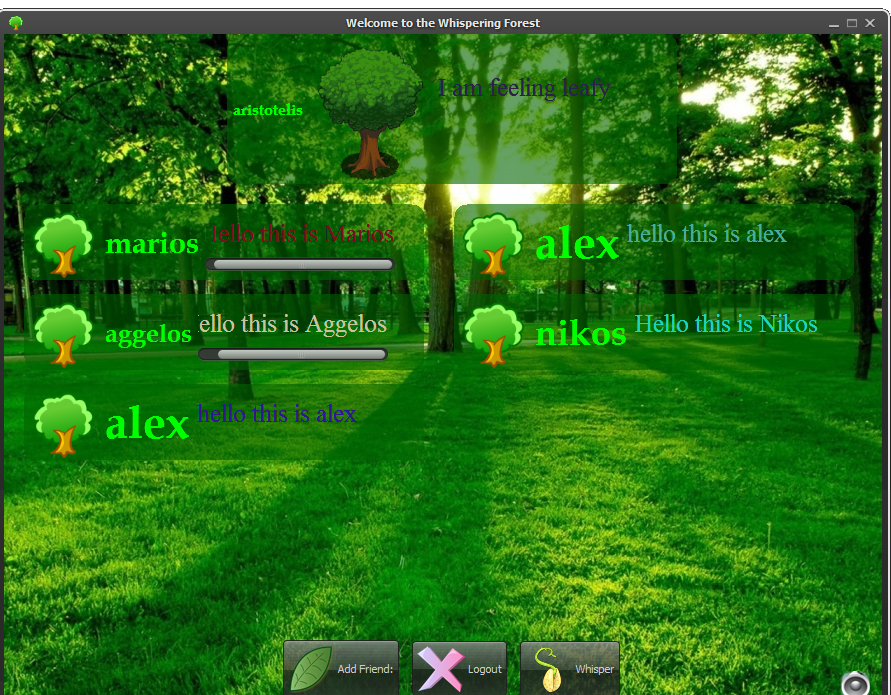 Welcome to the Whispering Forest
aristotelis
I am feeling leafy
marios
Hello this is Marios
alex
hello this is alex
aggelos
ello this is Aggelos
nikos
Hello this is Nikos
alex
hello this is alex
Add Friend:
Logout
Whisper